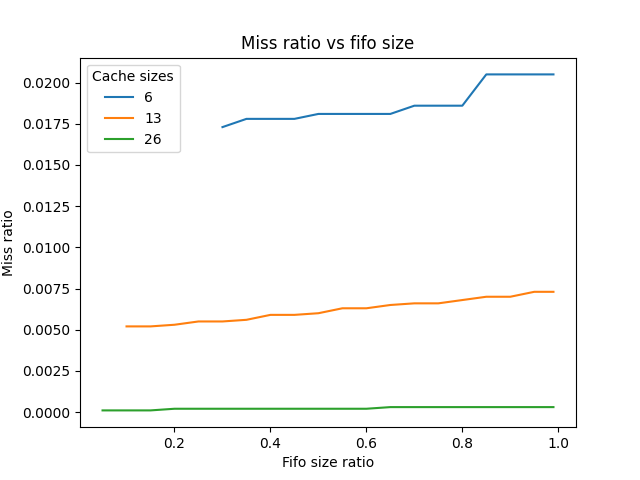 Miss ratio vs fifo size
Cache sizes
6
13
26
0.0200
0.0175
0.0150
0.0125
0.0100
0.0075
0.0050
0.0025
0.0000
Miss ratio
0.2 0.4 0.6 0.8 1.0
Fifo size ratio